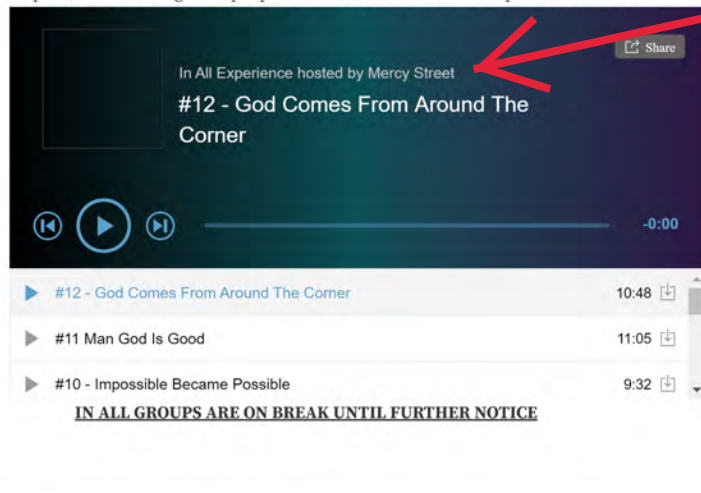 Share
In All Experience hosted by Mercy Street
#12 - God Comes From Around The
Corner
-0:00
#12 - God Comes From Around The Corner 10:48
#11 Man God Is Good 11:05
#10 - Impossible Became Possible 9:32
IN ALL GROUPS ARE ON BREAK UNTIL FURTHER NOTICE